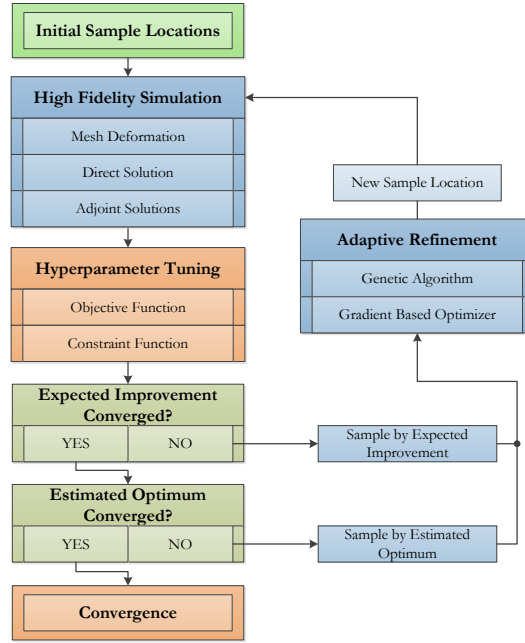 Initial Sample Locations
High Fidelity Simulation
Mesh Deformation
Direct Solution
Adjoint Solutions
New Sample Location
Adaptive Refinement
Genetic Algorithm
Gradient Based Optimizer
Hyperparameter Tuning
Objective Function
Constraint Function
Expected Improvement
Converged?
YES
NO
Sample by Expected
Improvement
Estimated Optimum
Converged?
YES
NO
Sample by Estimated
Optimum
Convergence